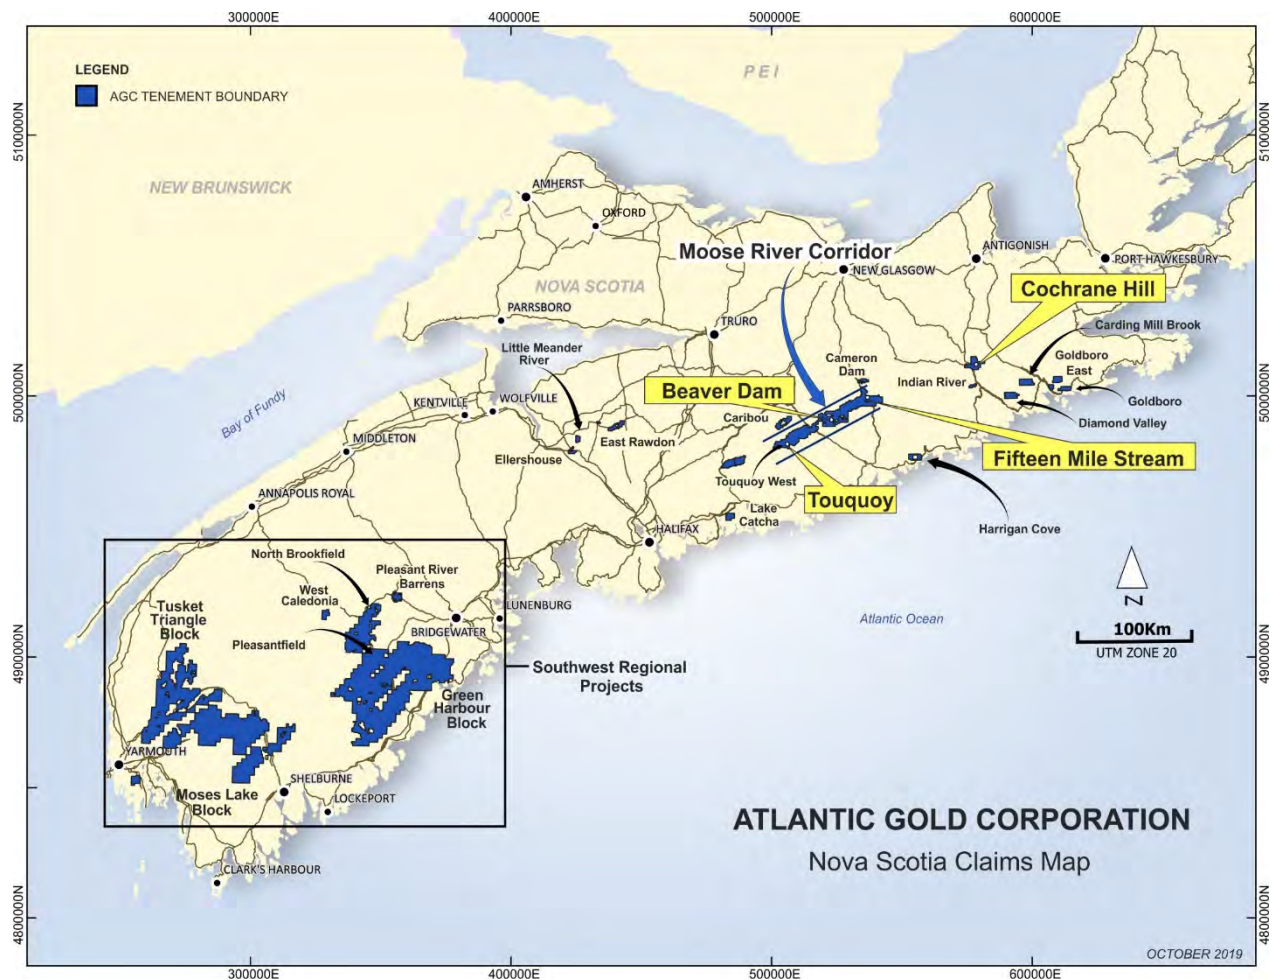 300000E
400000E
500000E
600000E
LEGEND
AGC TENEMENT BOUNDARY
PEI
5100000N
5100000N
NEW BRUNSWICK
AMHERST
OXFORD
Moose River Corridor
ANTIGONISH
PORT HAWKESBURY
NEW GLASGOW
NOVA SCOTIA
Cochrane Hill
PARRSBORO
TRURO
Carding Mill Brook
Little Meander
River
Cameron
Dam
Goldboro
East
Indian River
Beaver Dam
5000000N
5000000N
Bay of Fundy
KENTVILLE
WOLFVILLE
Goldboro
Caribou
Diamond Valley
MIDDLETON
East Rawdon
Ellershouse
Fifteen Mile Stream
Touquoy West
Touquoy
ANNAPOLIS ROYAL
Lake
Catcha
HALIFAX
Harrigan Cove
North Brookfield
Pleasant River
Barrens
West
Caledonia
Tusket
Triangle
Block
LUNENBURG
BRIDGEWATER
Pleasantfield
Atlantic Ocean
Z
100Km
UTM ZONE 20
4900000N
4900000N
Southwest Regional
Projects
Green
Harbour
Block
YARMOUTH
SHELBURNE
Moses Lake
Block
LOCKEPORT
ATLANTIC GOLD CORPORATION
Nova Scotia Claims Map
CLARK'S HARBOUR
4800000N
4800000N
OCTOBER 2019
300000E
400000E
500000E
600000E